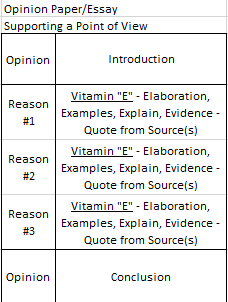 Opinion Paper/Essay
Supporting a Point of View
Opinion
Introduction
Reason
#1
Vitamin "E" - Elaboration,
Examples, Explain, Evidence -
Quote from Source(s)
Reason
#2
Vitamin "E" - Elaboration,
Examples, Explain, Evidence -
Quote from Source(s)
Reason
#3
Vitamin "E" - Elaboration,
Examples, Explain, Evidence -
Quote from Source(s)
Opinion
Conclusion